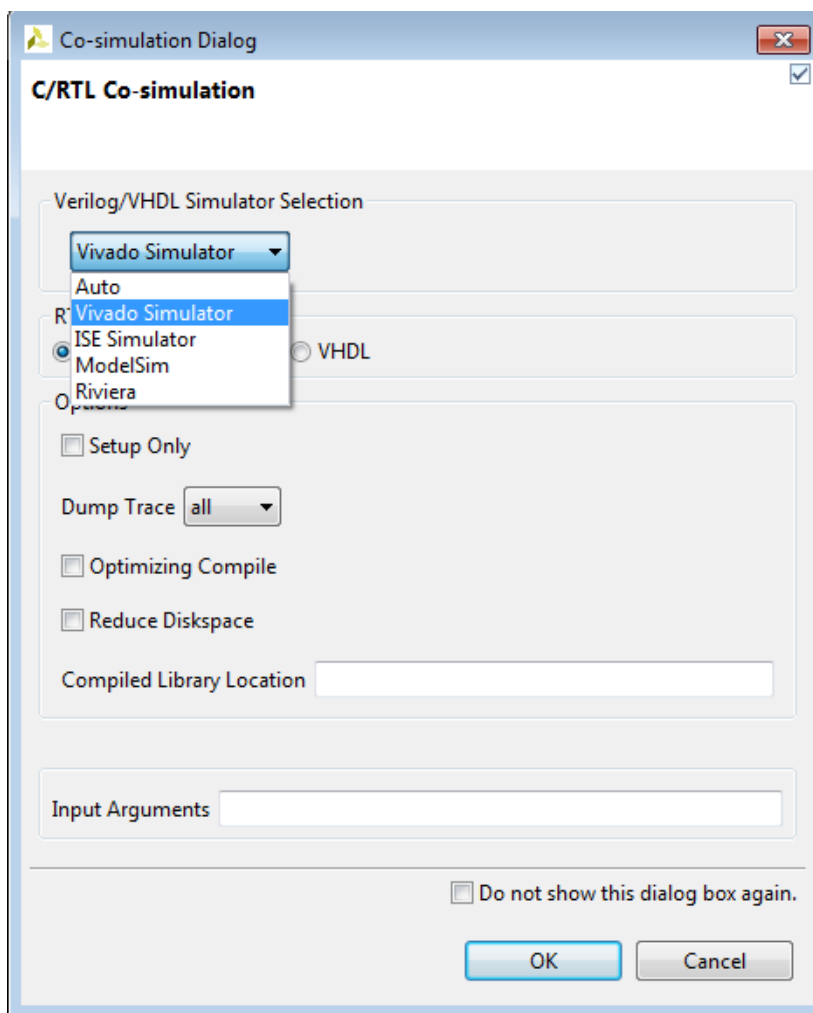 Co-simulation Dialog
C/RTL Co-simulation
Verilog/VHDL Simulator Selection
Vivado Simulator
Auto
Vivado Simulator
ISE Simulator
ModelSim
Riviera
VHDL
Setup Only
Dump Trace all
Optimizing Compile
Reduce Diskspace
Compiled Library Location
Input Arguments
Do not show this dialog box again.
OK Cancel